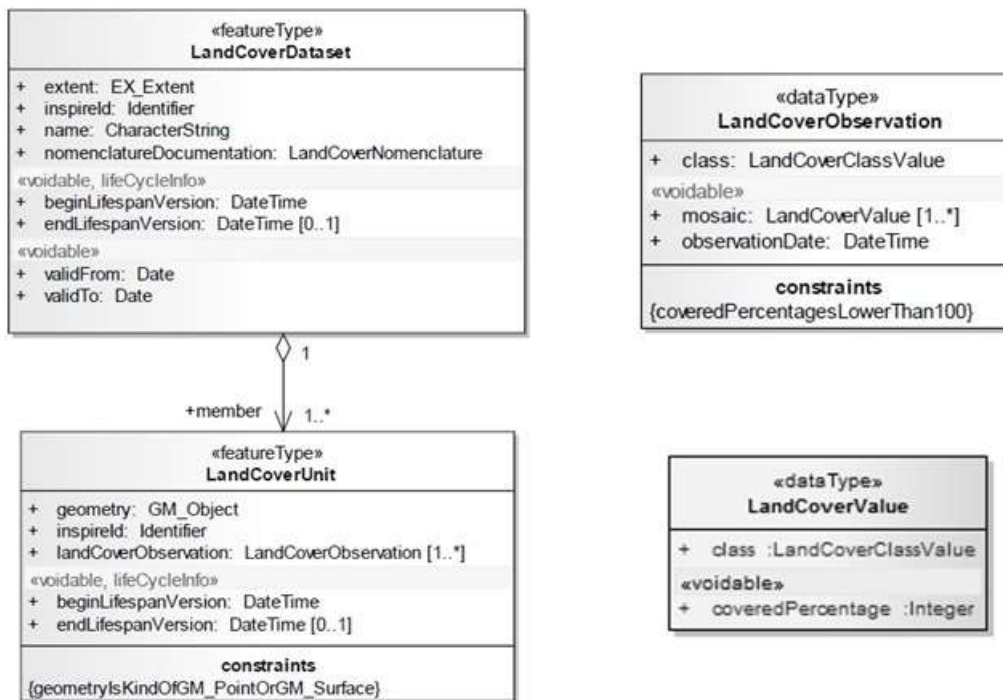 «featureType»
LandCoverDataset
+ extent: EX_Extent
+ inspireId: Identifier
+ name: CharacterString
+ nomenclatureDocumentation: LandCoverNomenclature
«voidable, lifeCycleInfo»
+ beginLifespanVersion: DateTime
+ endLifespanVersion: DateTime [0..1]
«voidable»
+ validFrom: Date
+ validTo: Date
1
+member
1..*
«featureType»
LandCoverUnit
+ geometry: GM_Object
+ inspireId: Identifier
+ landCoverObservation: LandCoverObservation [1..*]
«voidable, lifeCycleInfo»
+ beginLifespanVersion: DateTime
+ endLifespanVersion: DateTime [0..1]
constraints
{geometryIsKindOfGM_PointOrGM_Surface}
«dataType»
LandCoverObservation
+ class: LandCoverClassValue
«voidable»
+ mosaic: LandCoverValue [1..*]
+ observationDate: DateTime
constraints
{coveredPercentagesLowerThan100}
«dataType»
LandCoverValue
+ class :LandCoverClassValue
«voidable»
+ coveredPercentage :Integer